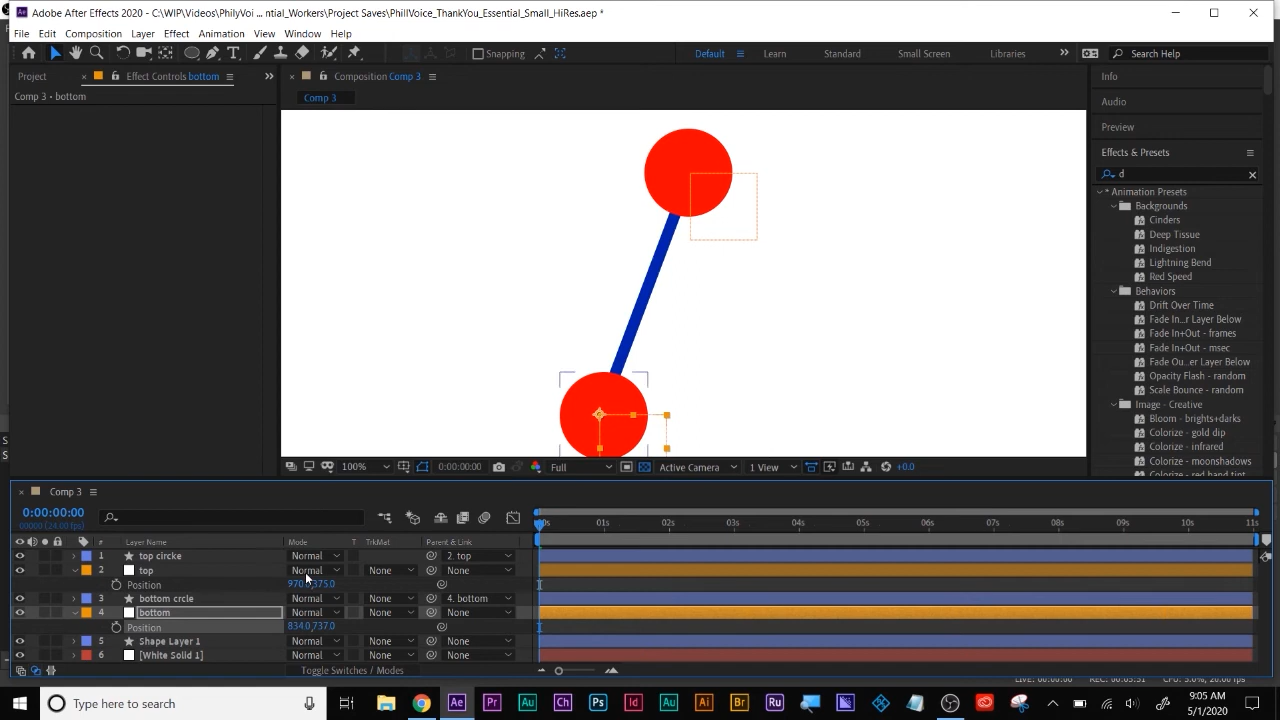 Adobe After Effects 2020 - C:\WIP\Videos\PhilyVoi ... ntial_Workers\Project Saves\PhillVoice_ThankYou_Essential_Small_HiRes.aep *
File Edit Composition Layer Effect Animation View Window Help
Snapping Default Learn Standard Small Screen Libraries Search Help
Project Effect Controls bottom Composition Comp 3 Info
Comp 3 • bottom
Comp 3
Audio
Preview
Effects & Presets
d
* Animation Presets
Backgrounds
Cinders
Deep Tissue
Indigestion
Lightning Bend
Red Speed
Behaviors
Drift Over Time
Fade In...r Layer Below
Fade In+Out - frames
Fade In+Out - msec
Fade Ou...er Layer Below
Opacity Flash - random
Scale Bounce - random
Image - Creative
Bloom - brights+darks
Colorize - gold dip
Colorize - infrared
Colorize - moonshadows
100% 0:00:00:00 Full Active Camera 1 View +0.0
Comp 3
0:00:00:00
00000 (24.00 fps)
01s 02s 03s 04s 05s 06s 07s 08s 09s 10s 11s
Layer Name Mode T TrkMat Parent & Link
1 top circke Normal 2. top
2 top Normal None None
Position 970.0,375.0
3 bottom crcle Normal 4. bottom
4 bottom Normal None None
Position 834.0,737.0
5 Shape Layer 1 Normal None None
6 [White Solid 1] Normal None None
Toggle Switches / Modes
Type here to search
9:05 AM
5/1/2020